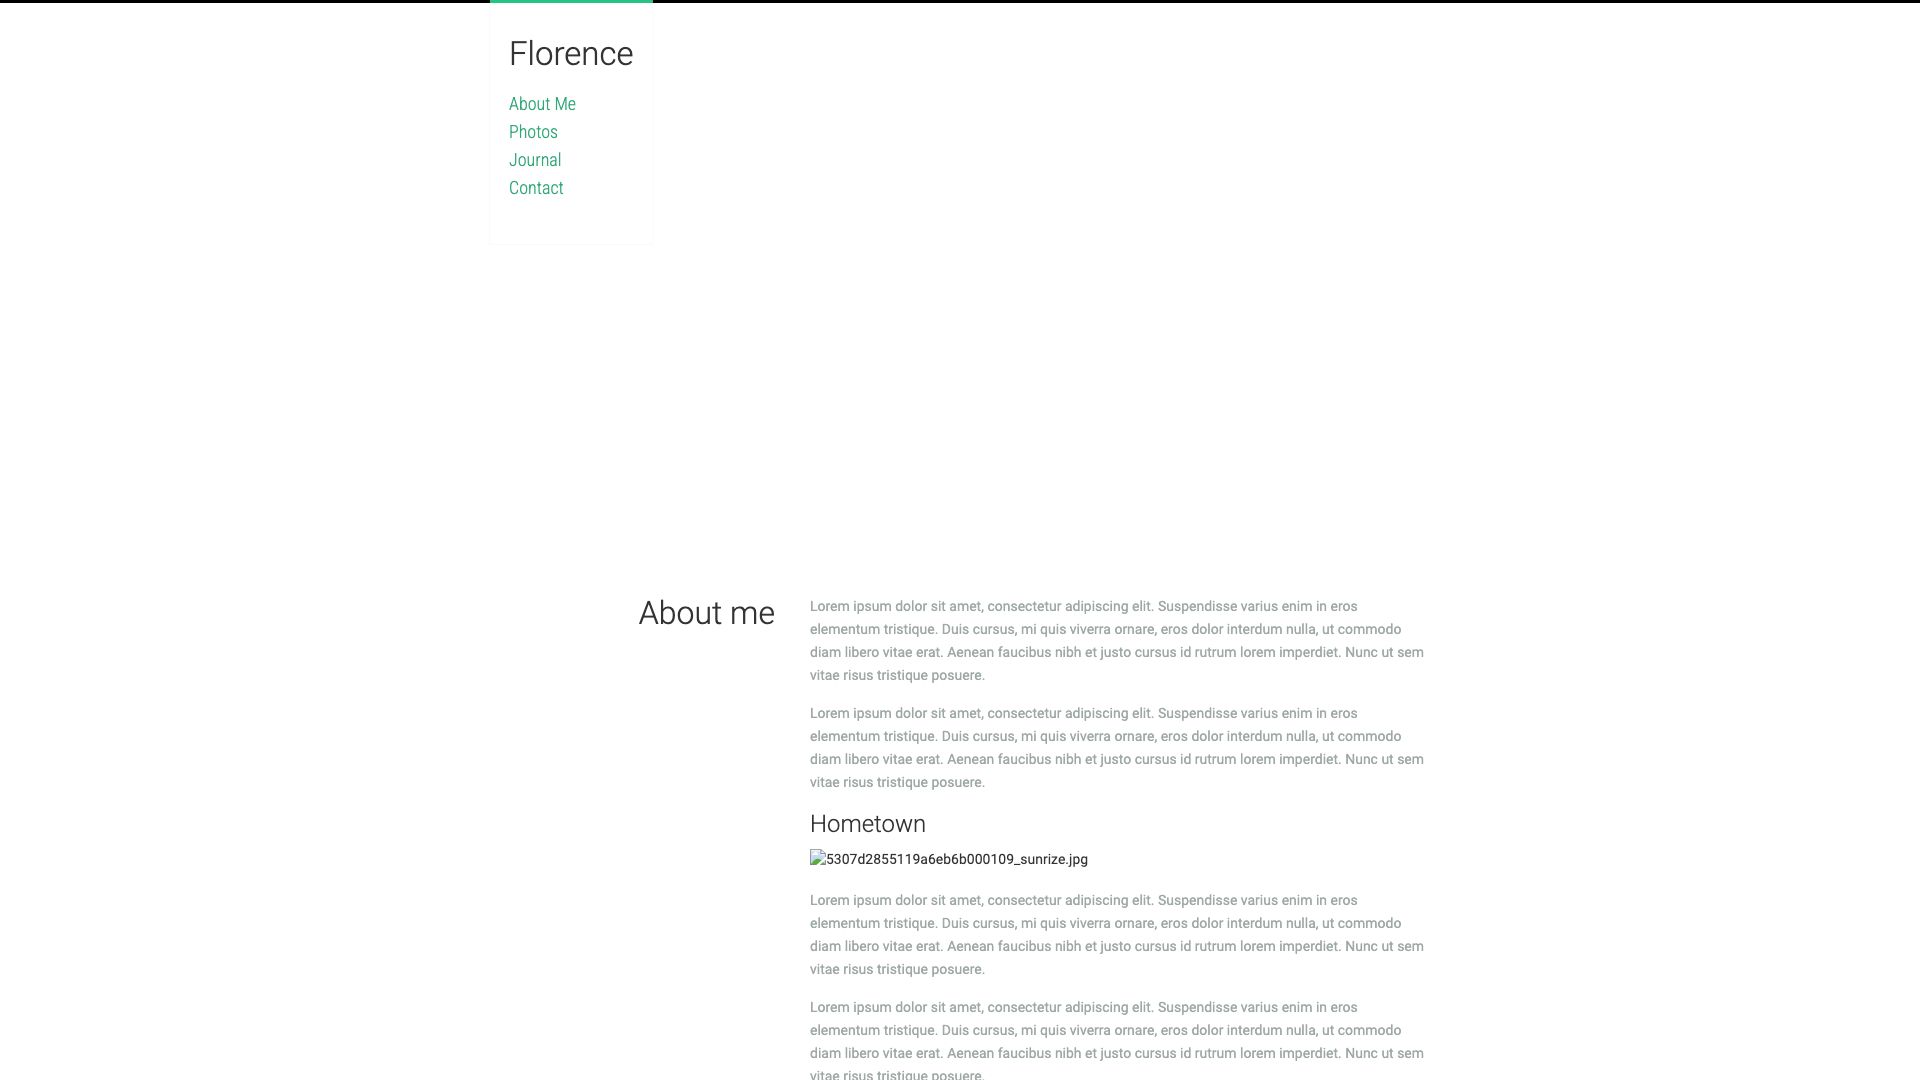 Florence
About Me
Photos
Journal
Contact
About me
Lorem ipsum dolor sit amet, consectetur adipiscing elit. Suspendisse varius enim in eros
elementum tristique. Duis cursus, mi quis viverra ornare, eros dolor interdum nulla, ut commodo
diam libero vitae erat. Aenean faucibus nibh et justo cursus id rutrum lorem imperdiet. Nunc ut sem
vitae risus tristique posuere.
Lorem ipsum dolor sit amet, consectetur adipiscing elit. Suspendisse varius enim in eros
elementum tristique. Duis cursus, mi quis viverra ornare, eros dolor interdum nulla, ut commodo
diam libero vitae erat. Aenean faucibus nibh et justo cursus id rutrum lorem imperdiet. Nunc ut sem
vitae risus tristique posuere.
Hometown
5307d2855119a6eb6b000109_sunrize.jpg
Lorem ipsum dolor sit amet, consectetur adipiscing elit. Suspendisse varius enim in eros
elementum tristique. Duis cursus, mi quis viverra ornare, eros dolor interdum nulla, ut commodo
diam libero vitae erat. Aenean faucibus nibh et justo cursus id rutrum lorem imperdiet. Nunc ut sem
vitae risus tristique posuere.
Lorem ipsum dolor sit amet, consectetur adipiscing elit. Suspendisse varius enim in eros
elementum tristique. Duis cursus, mi quis viverra ornare, eros dolor interdum nulla, ut commodo
diam libero vitae erat. Aenean faucibus nibh et justo cursus id rutrum lorem imperdiet. Nunc ut sem
vitae risus tristique posuere.